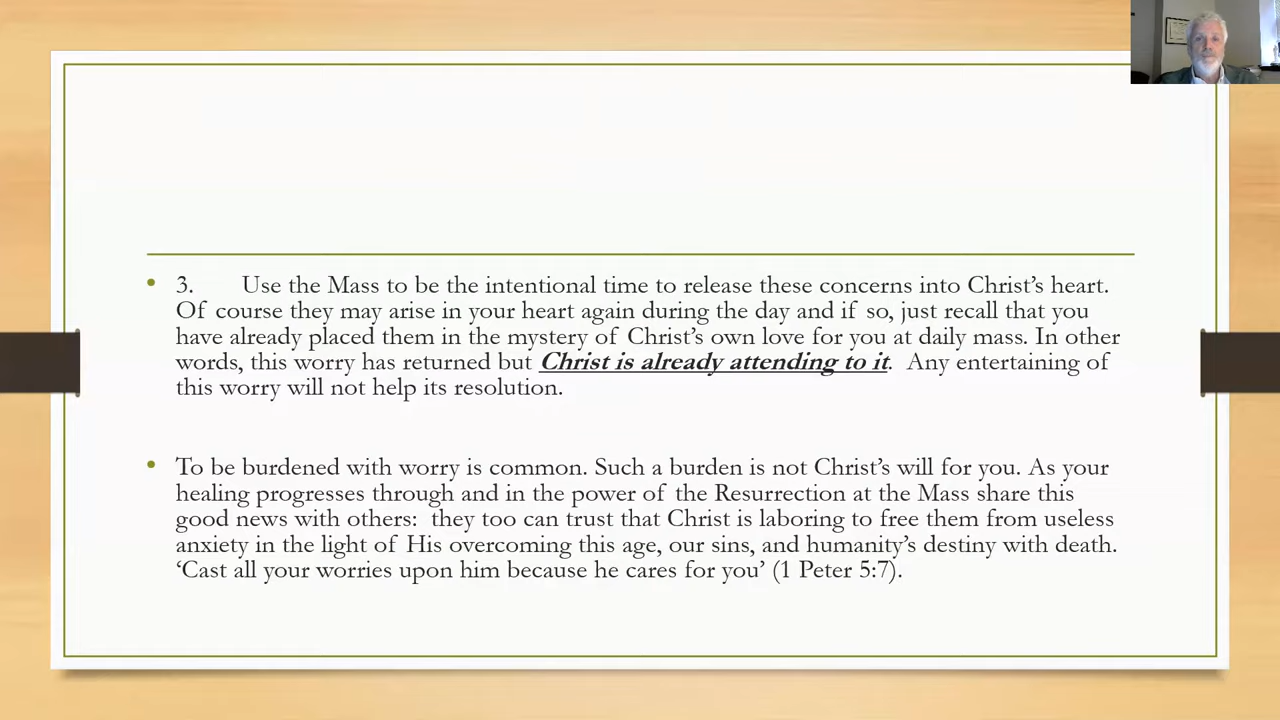 • 3. Use the Mass to be the intentional time to release these concerns into Christ's heart.
Of course they may arise in your heart again during the day and if so, just recall that you
have already placed them in the mystery of Christ's own love for you at daily mass. In other
words, this worry has returned but Christ is already attending to it. Any entertaining of
this worry will not help its resolution.
• To be burdened with worry is common. Such a burden is not Christ's will for you. As your
healing progresses through and in the power of the Resurrection at the Mass share this
good news with others: they too can trust that Christ is laboring to free them from useless
anxiety in the light of His overcoming this age, our sins, and humanity's destiny with death.
‘Cast all your worries upon him because he cares for you’ (1 Peter 5:7).